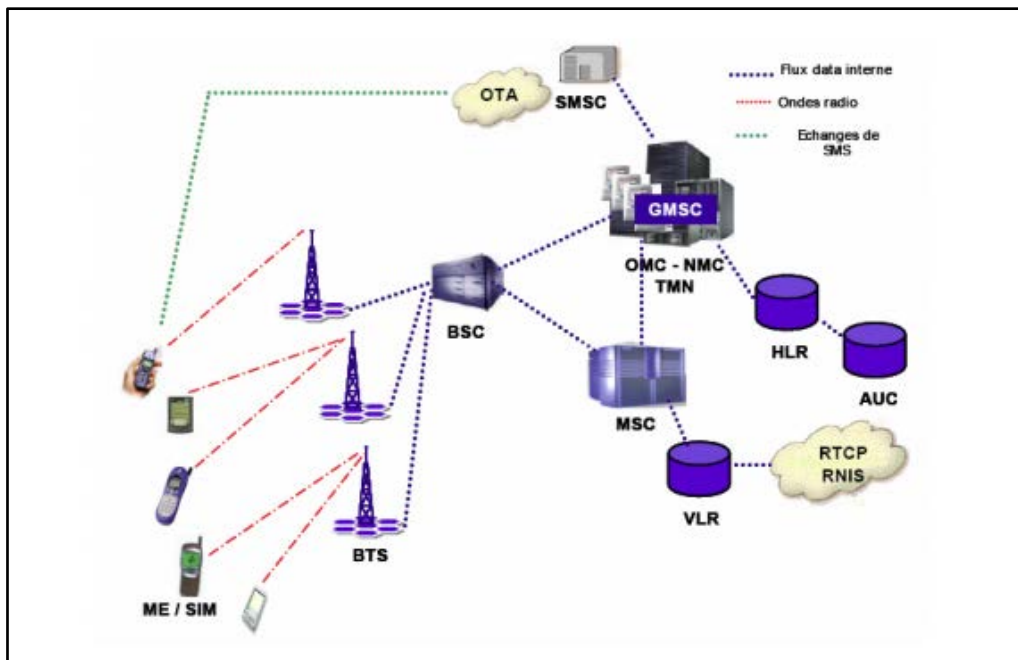 OTA
SMSC
Flux data interne
Ondes radio
Echanges de
SMS
GMSC
OMC - NMC
TMN
BSC
HLR
AUC
MSC
RTCP
RNIS
VLR
BTS
ME / SIM